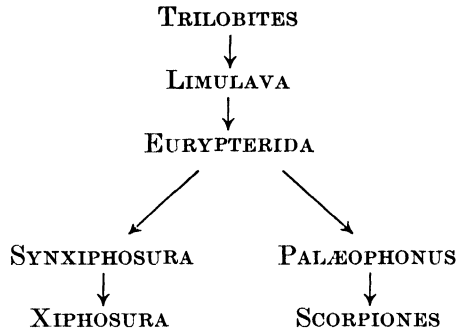 TRILOBITES
LIMULAVA
EURYPTERIDA
SYNXIPHOSURA PALÆOPHONUS
XIPHOSURA SCORPIONES